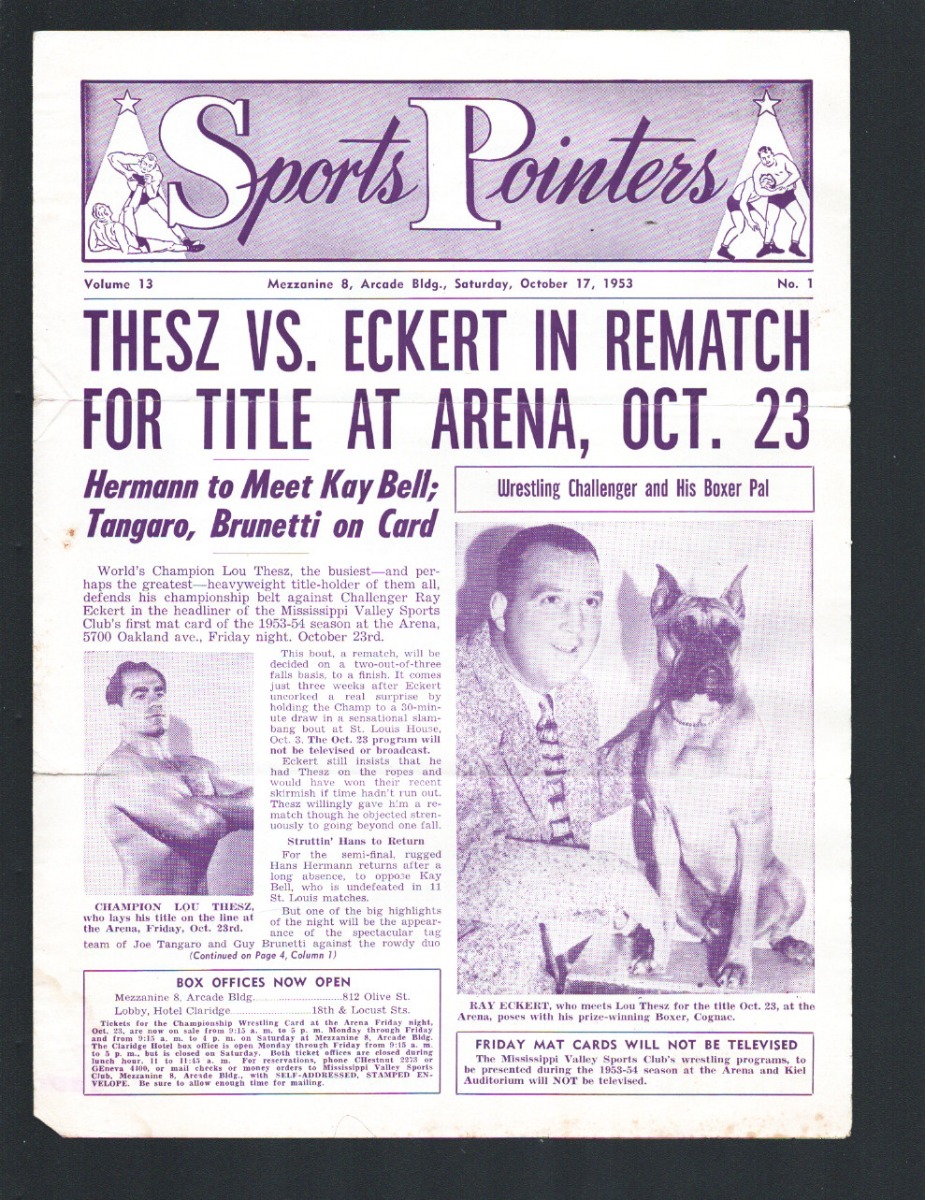 Sports Pointers
Volume 13
Mezzanine 8, Arcade Bldg., Saturday, October 17, 1953
No. 1
THESZ VS. ECKERT IN REMATCH
FOR TITLE AT ARENA, OCT. 23
Hermann to Meet Kay Bell;
Tangaro, Brunetti on Card
World's Champion Lou Thesz, the busiest—and per-
haps the greatest—heavyweight title-holder of them all,
defends his championship belt against Challenger Ray
Eckert in the headliner of the Mississippi Valley Sports
Club's first mat card of the 1953-54 season at the Arena,
5700 Oakland ave., Friday night, October 23rd.
This bout, a rematch, will be
decided on a two-out-of-three
falls basis, to a finish. It comes
just three weeks after Eckert
uncorked a real surprise by
holding the Champ to a 30-min-
ute draw in a sensational slam-
bang bout at St. Louis House,
Oct. 3. The Oct. 23 program will
not be televised or broadcast.
Eckert still insists that he
had Thesz on the ropes and
would have won their recent
skirmish if time hadn't run out.
Thesz willingly gave him a re-
match though he objected stren-
uously to going beyond one fall.
Struttin' Hans to Return
For the semi-final, rugged
Hans Hermann returns after a
long absence, to oppose Kay
Bell, who is undefeated in 11
St. Louis matches.
But one of the big highlights
of the night will be the appear-
ance of the spectacular tag
team of Joe Tangaro and Guy Brunetti against the rowdy duo
(Continued on Page 4, Column 1)
CHAMPION LOU THESZ,
who lays his title on the line at
the Arena, Friday, Oct. 23rd.
BOX OFFICES NOW OPEN
Mezzanine 8, Arcade Bldg..........................812 Olive St.
Lobby, Hotel Claridge........................18th & Locust Sts.
Tickets for the Championship Wrestling Card at the Arena Friday night,
Oct. 23, are now on sale from 9:15 a. m. to 5 p. m. Monday through Friday
and from 9:15 a. m. to 4 p. m. on Saturday at Mezzanine 8, Arcade Bldg.
The Claridge Hotel box office is open Monday through Friday from 9:15 a. m.
to 5 p. m., but is closed on Saturday. Both ticket offices are closed during
lunch hour, 11 to 11:45 a. m. For reservations, phone CHestnut 2253 or
GEneva 4400, or mail checks or money orders to Mississippi Valley Sports
Club, Mezzanine 8, Arcade Bldg., with SELF-ADDRESSED, STAMPED EN-
VELOPE. Be sure to allow enough time for mailing.
Wrestling Challenger and His Boxer Pal
RAY ECKERT, who meets Lou Thesz for the title Oct. 23, at the
Arena, poses with his prize-winning Boxer, Cognac.
FRIDAY MAT CARDS WILL NOT BE TELEVISED
The Mississippi Valley Sports Club's wrestling programs, to
be presented during the 1953-54 season at the Arena and Kiel
Auditorium will NOT be televised.